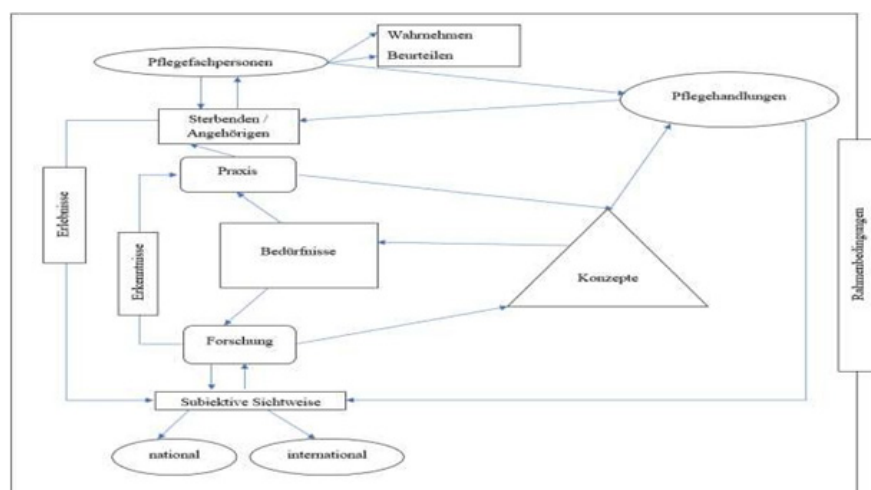 Wahrnehmen
Pflegefachpersonen
Beurteilen
Pflegehandlungen
Sterbenden /
Angehörigen
Praxis
Erlebnisse
Erkenntnisse
Bedürfnisse
Konzepte
Rahmenbedingungen
Forschung
Subjektive Sichtweise
national
international